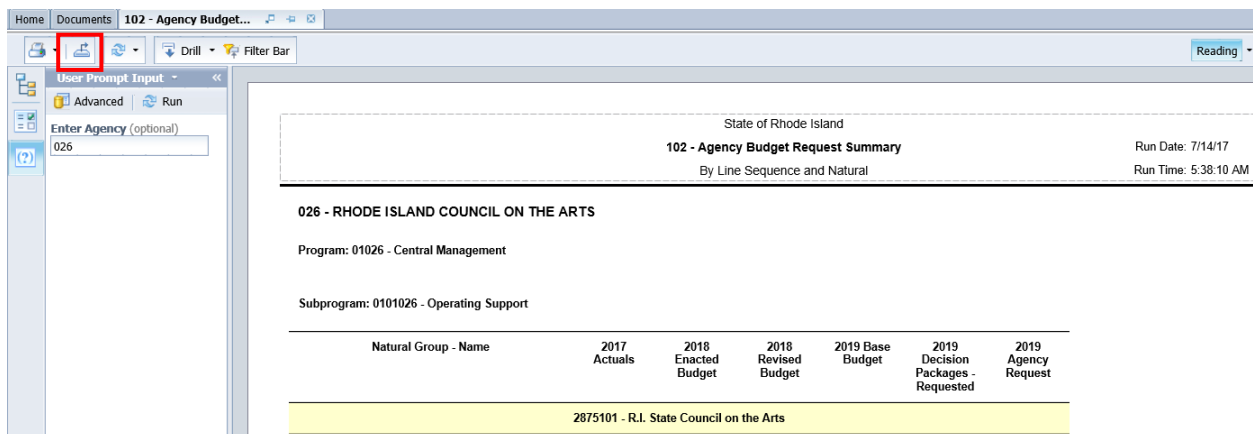 Home Documents 102 - Agency Budget...
Drill Filter Bar Reading
User Prompt Input «
Advanced Run
Enter Agency (optional)
026
State of Rhode Island
102 - Agency Budget Request Summary Run Date: 7/14/17
By Line Sequence and Natural Run Time: 5:38:10 AM
026 - RHODE ISLAND COUNCIL ON THE ARTS
Program: 01026 - Central Management
Subprogram: 0101026 - Operating Support
Natural Group - Name 2017 2018 2018 2019 Base 2019 2019
Actuals Enacted Revised Budget Decision Agency
Budget Budget Packages - Request
Requested
2875101 - R.I. State Council on the Arts